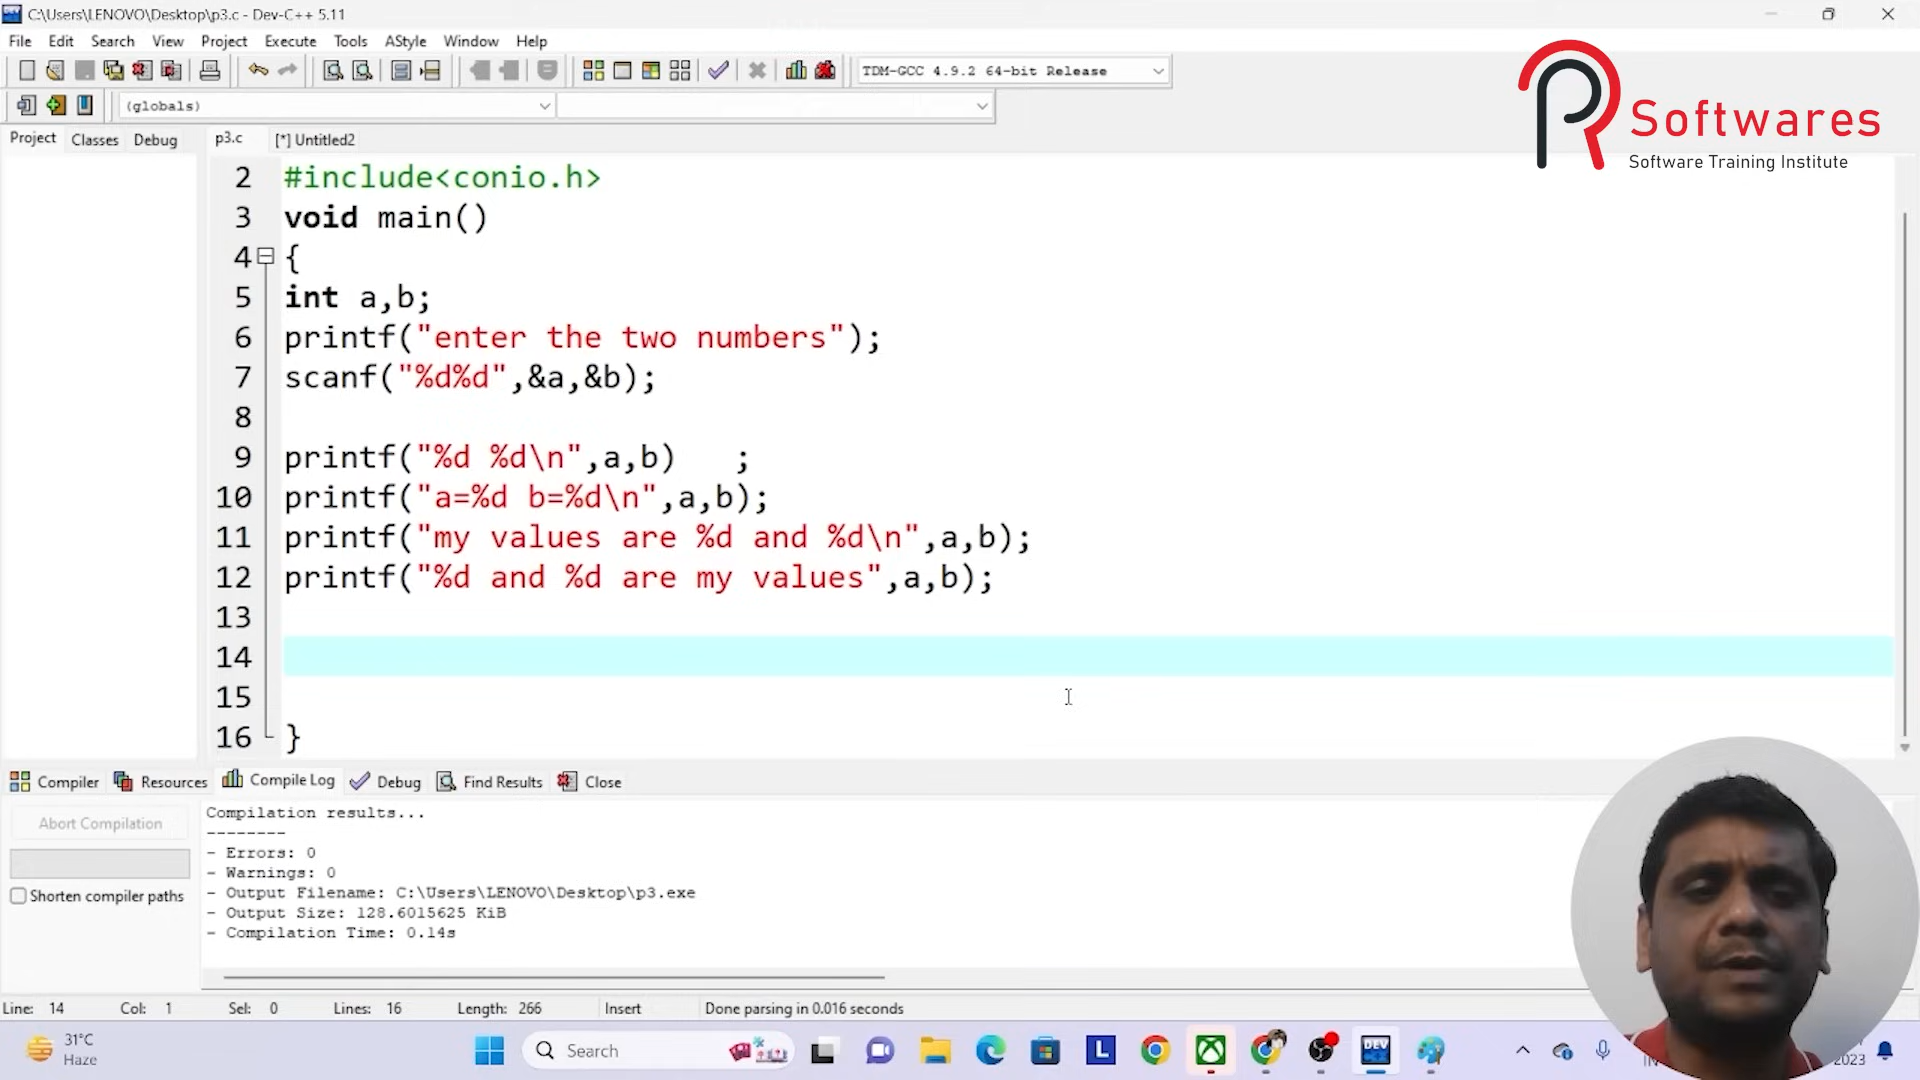 C:\Users\LENOVO\Desktop\p3.c - Dev-C++ 5.11
File Edit Search View Project Execute Tools AStyle Window Help
TDM-GCC 4.9.2 64-bit Release
(globals)
Softwares
Software Training Institute
Project Classes Debug
p3.c [*] Untitled2
2 #include<conio.h>
3 void main()
4 {
5 int a,b;
6 printf("enter the two numbers");
7 scanf("%d%d",&a,&b);
8
9 printf("%d %d\n",a,b)   ;
10 printf("a=%d b=%d\n",a,b);
11 printf("my values are %d and %d\n",a,b);
12 printf("%d and %d are my values",a,b);
13
14
15
16 }
Compiler Resources Compile Log Debug Find Results Close
Abort Compilation
Shorten compiler paths
Compilation results...
--------
- Errors: 0
- Warnings: 0
- Output Filename: C:\Users\LENOVO\Desktop\p3.exe
- Output Size: 128.6015625 KiB
- Compilation Time: 0.14s
Line: 14 Col: 1 Sel: 0 Lines: 16 Length: 266 Insert Done parsing in 0.016 seconds
31°C
Haze
Search
L
DEV
2023